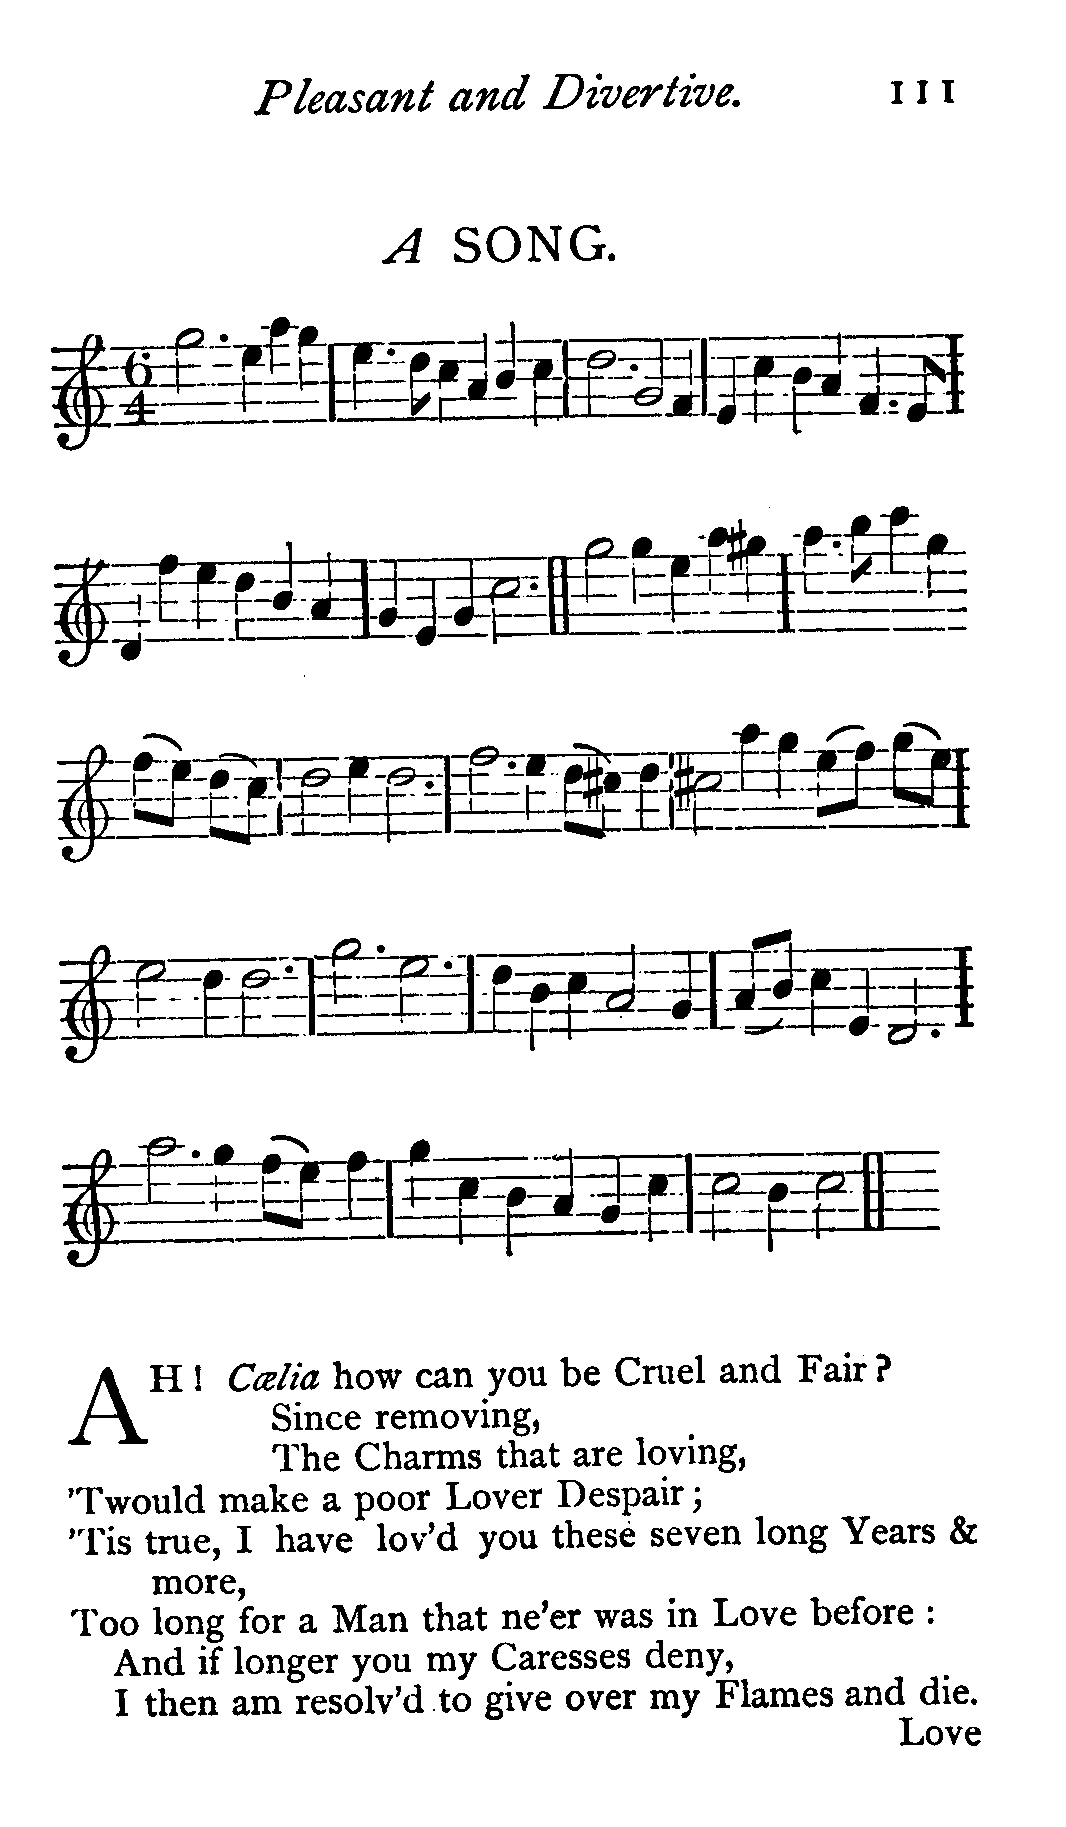 Pleasant and Divertive. 111
A SONG.
6
4
AH! Cœlia how can you be Cruel and Fair?
Since removing,
The Charms that are loving,
'Twould make a poor Lover Despair;
'Tis true, I have lov'd you these seven long Years &
more,
Too long for a Man that ne'er was in Love before:
And if longer you my Caresses deny,
I then am resolv'd to give over my Flames and die.
Love